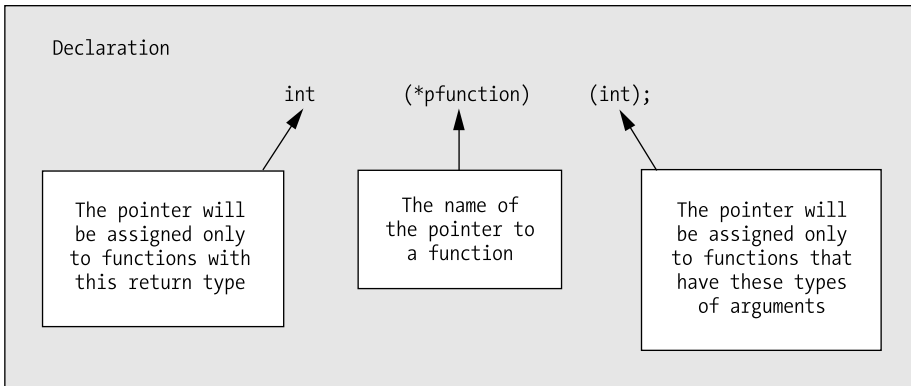 Declaration
int (*pfunction) (int);
The pointer will
be assigned only
to functions with
this return type
The name of
the pointer to
a function
The pointer will
be assigned only
to functions that
have these types
of arguments